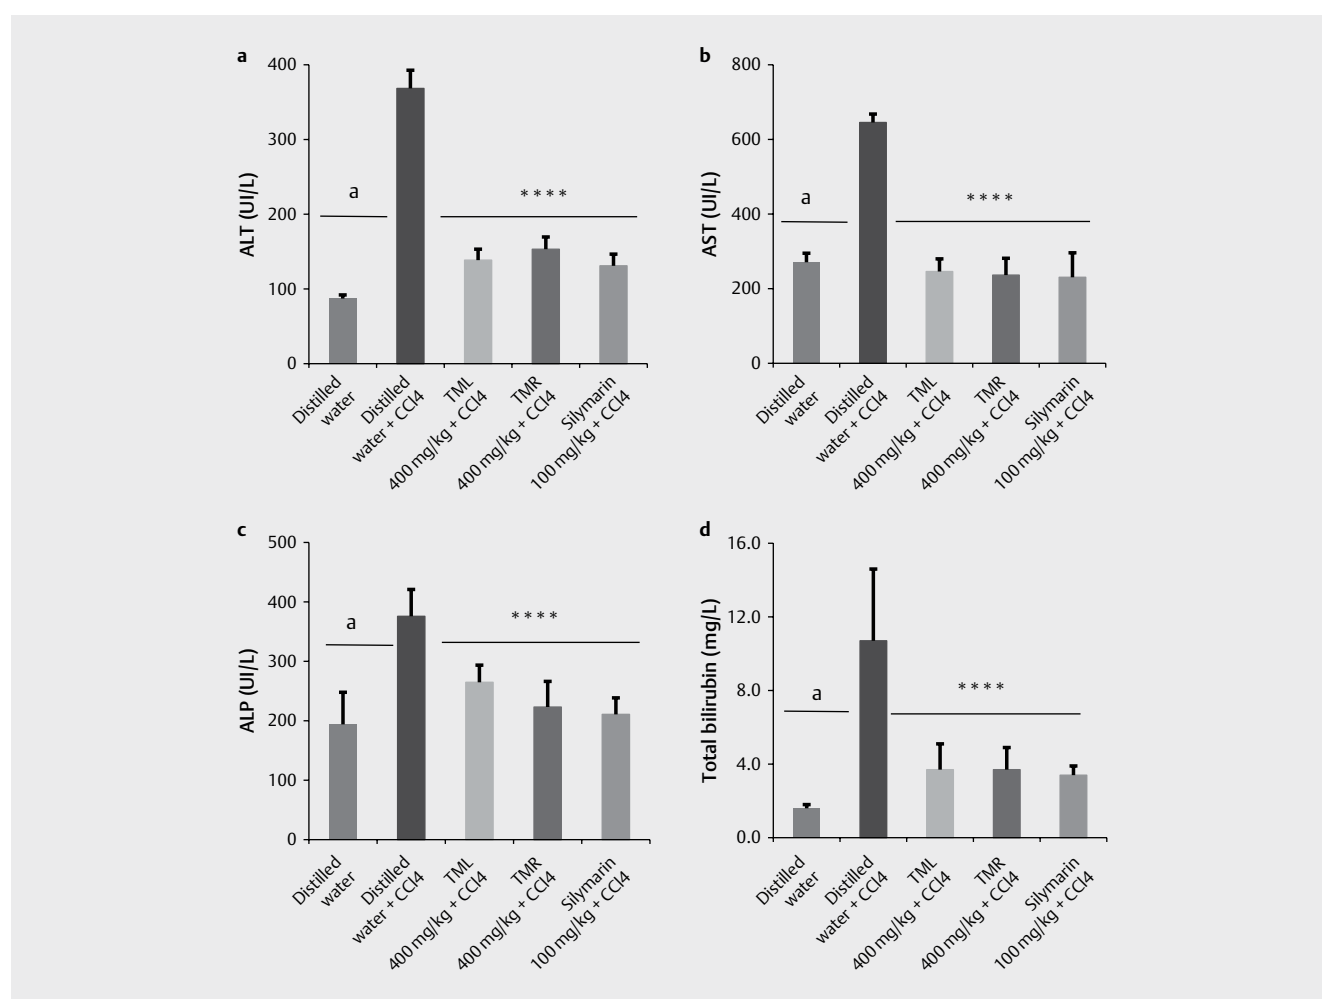 a
400
300
200
100
0
ALT (UI/L)
a
****
Distilled
water
Distilled
water + CCl4
TML
400 mg/kg + CCl4
TMR
400 mg/kg + CCl4
Silymarin
100 mg/kg + CCl4
b
800
600
400
200
0
AST (UI/L)
a
****
Distilled
water
Distilled
water + CCl4
TML
400 mg/kg + CCl4
TMR
400 mg/kg + CCl4
Silymarin
100 mg/kg + CCl4
c
500
400
300
200
100
0
ALP (UI/L)
a
****
Distilled
water
Distilled
water + CCl4
TML
400 mg/kg + CCl4
TMR
400 mg/kg + CCl4
Silymarin
100 mg/kg + CCl4
d
16.0
12.0
8.0
4.0
0.0
Total bilirubin (mg/L)
a
****
Distilled
water
Distilled
water + CCl4
TML
400 mg/kg + CCl4
TMR
400 mg/kg + CCl4
Silymarin
100 mg/kg + CCl4